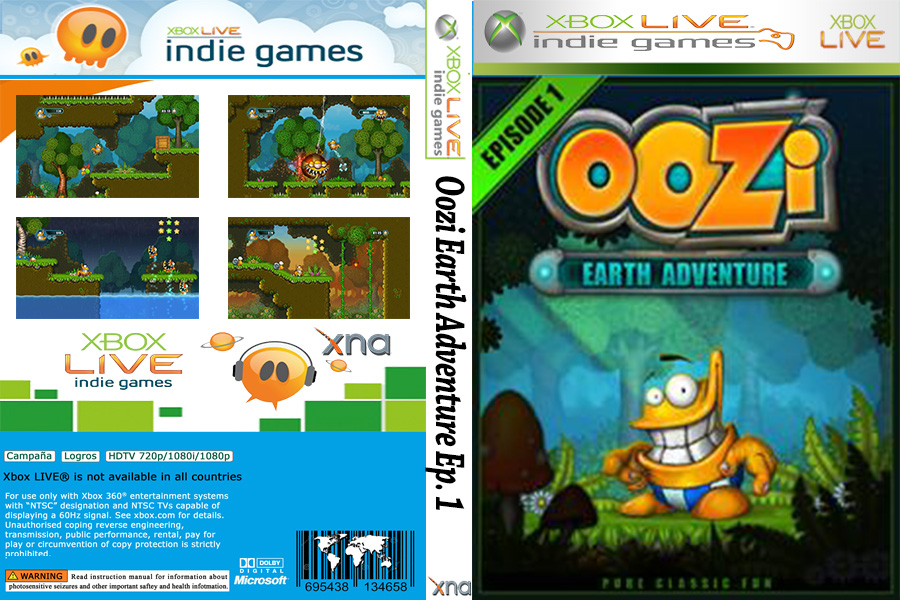 XBOX LIVE
indie games
XBOX LIVE
indie games
xna
Campaña Logros HDTV 720p/1080i/1080p
Xbox LIVE® is not available in all countries
For use only with Xbox 360® entertainment systems
with "NTSC" designation and NTSC TVs capable of
displaying a 60Hz signal. See xbox.com for details.
Unauthorised coping reverse engineering,
transmission, public performance, rental, pay for
play or circumvention of copy protection is strictly
prohibited.
WARNING Read instruction manual for information about
photosensitive seizures and other important saftey and health infotmation.
DOLBY
DIGITAL
Microsoft
695438 134658
XBOX LIVE
indie games
Oozi Earth Adventure Ep. 1
xna
XBOX LIVE
indie games
XBOX
LIVE
EPISODE 1
OOZi
EARTH ADVENTURE
PURE CLASSIC FUN